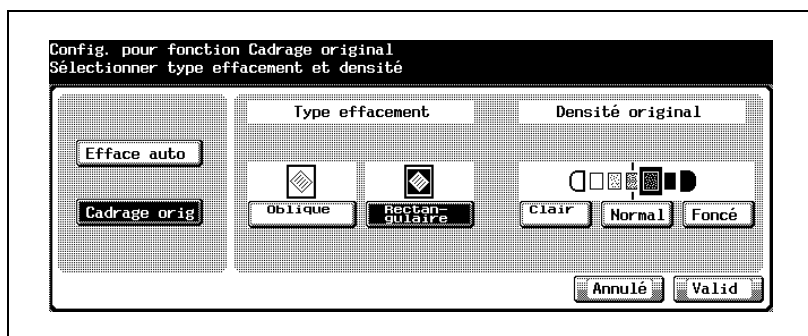 Config. pour fonction Cadrage original
Sélectionner type effacement et densité
Type effacement
Densité original
Efface auto
Cadrage orig
Oblique
Rectan-
gulaire
Clair
Normal
Foncé
Annulé
Valid